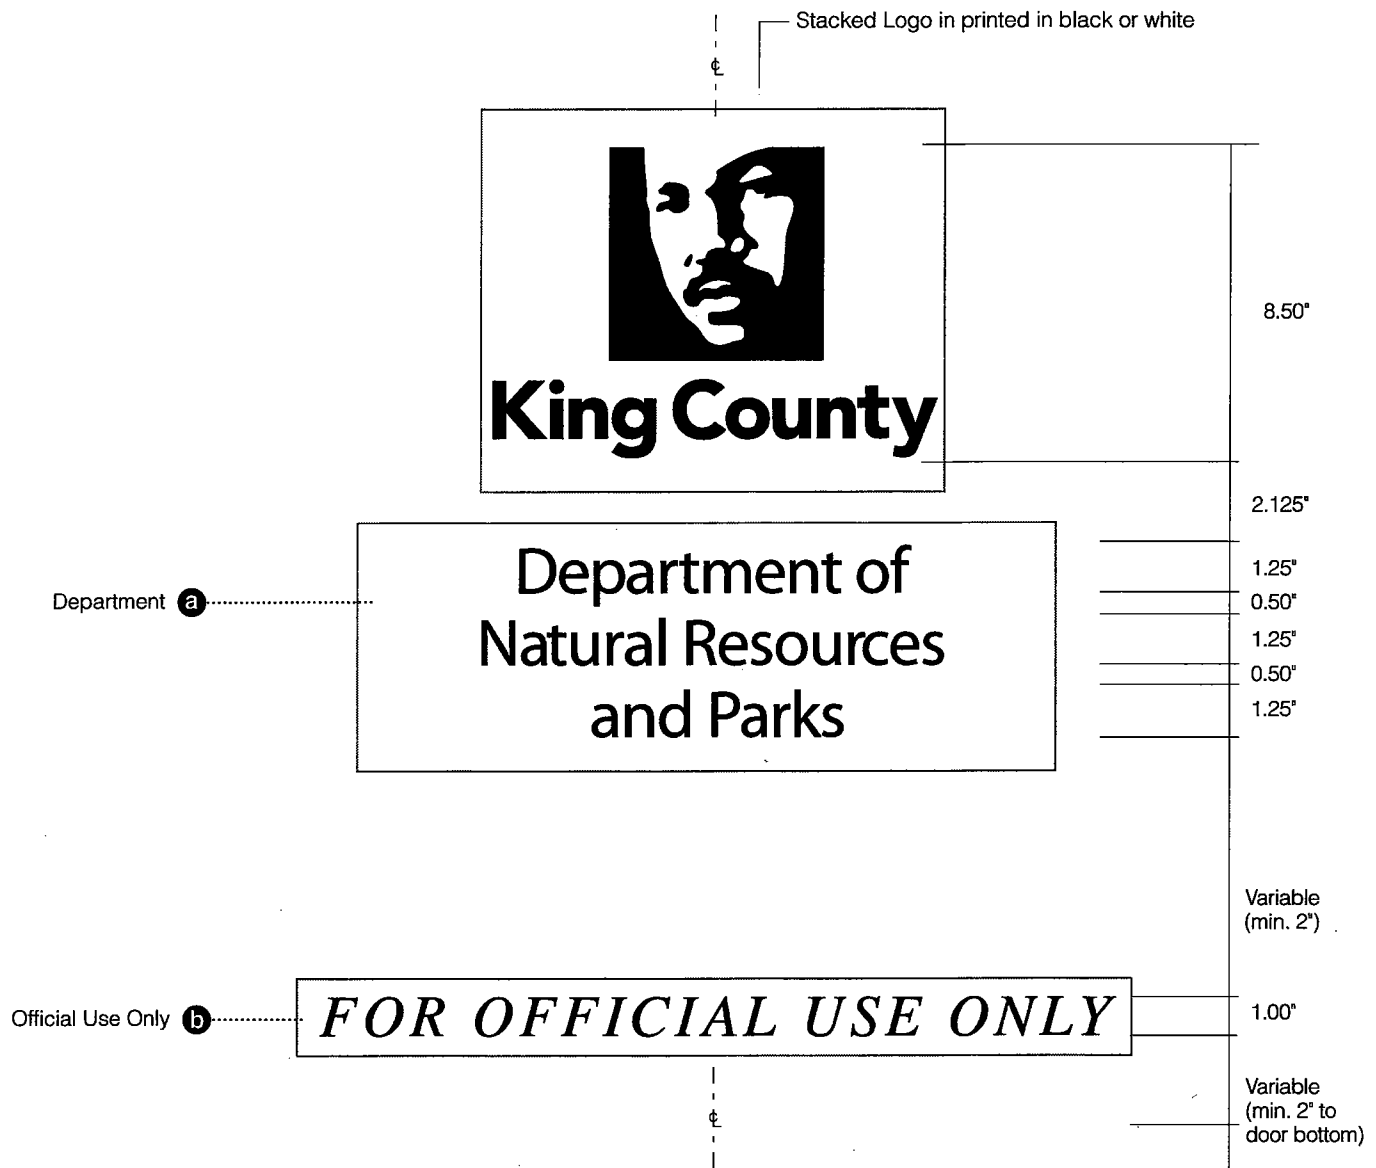 Stacked Logo in printed in black or white
℄
King County
8.50"
2.125"
Department a
Department of
Natural Resources
and Parks
1.25"
0.50"
1.25"
0.50"
1.25"
Variable
(min. 2")
Official Use Only b
FOR OFFICIAL USE ONLY
1.00"
℄
Variable
(min. 2" to
door bottom)